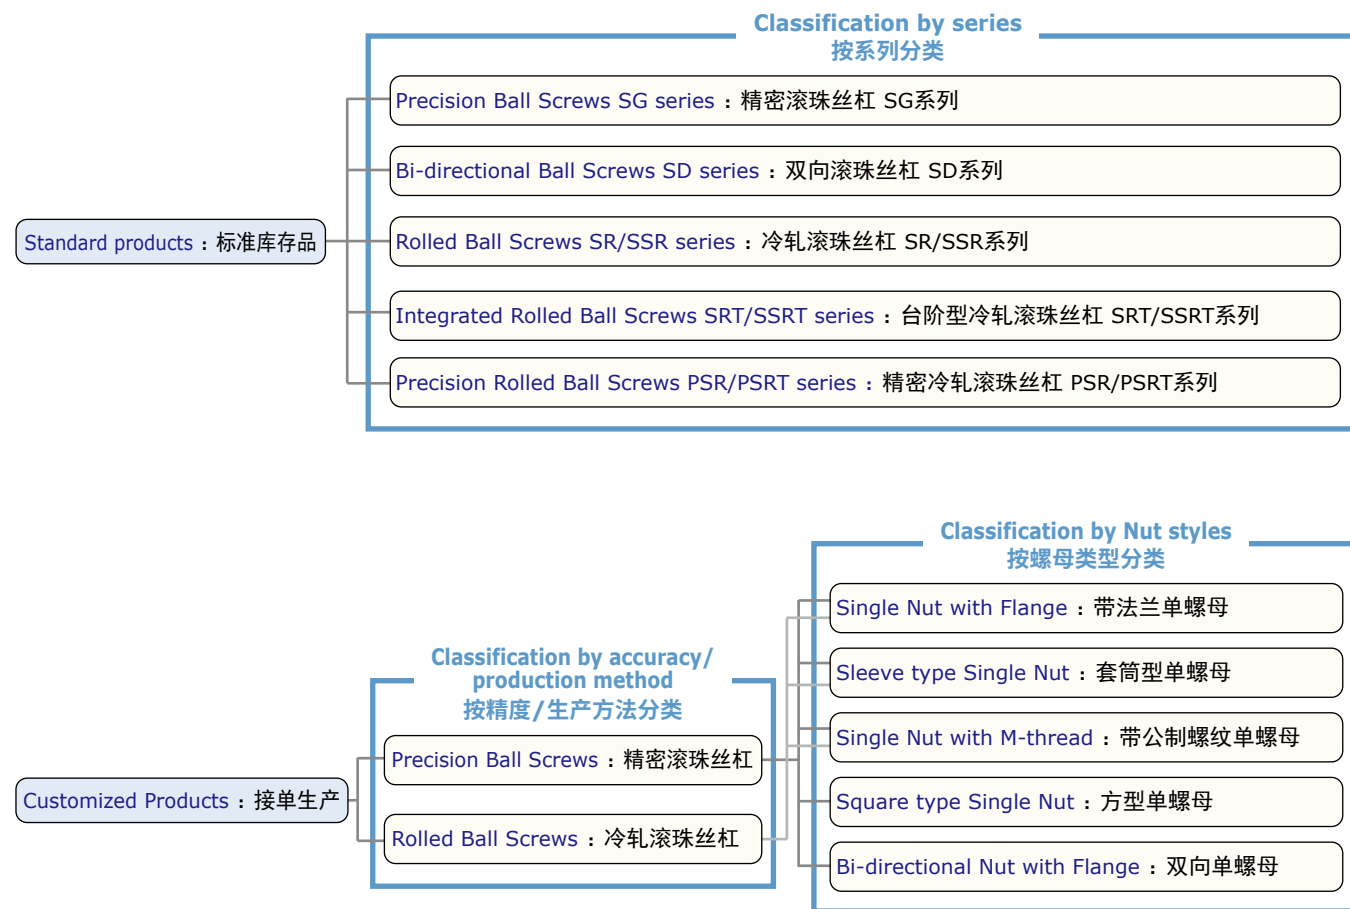 Classification by series
按系列分类
Precision Ball Screws SG series：精密滚珠丝杠 SG系列
Bi-directional Ball Screws SD series：双向滚珠丝杠 SD系列
Standard products：标准库存品
Rolled Ball Screws SR/SSR series：冷轧滚珠丝杠 SR/SSR系列
Integrated Rolled Ball Screws SRT/SSRT series：台阶型冷轧滚珠丝杠 SRT/SSRT系列
Precision Rolled Ball Screws PSR/PSRT series：精密冷轧滚珠丝杠 PSR/PSRT系列
Classification by Nut styles
按螺母类型分类
Single Nut with Flange：带法兰单螺母
Classification by accuracy/
production method
按精度/生产方法分类
Sleeve type Single Nut：套筒型单螺母
Single Nut with M-thread：带公制螺纹单螺母
Precision Ball Screws：精密滚珠丝杠
Customized Products：接单生产
Square type Single Nut：方型单螺母
Rolled Ball Screws：冷轧滚珠丝杠
Bi-directional Nut with Flange：双向单螺母